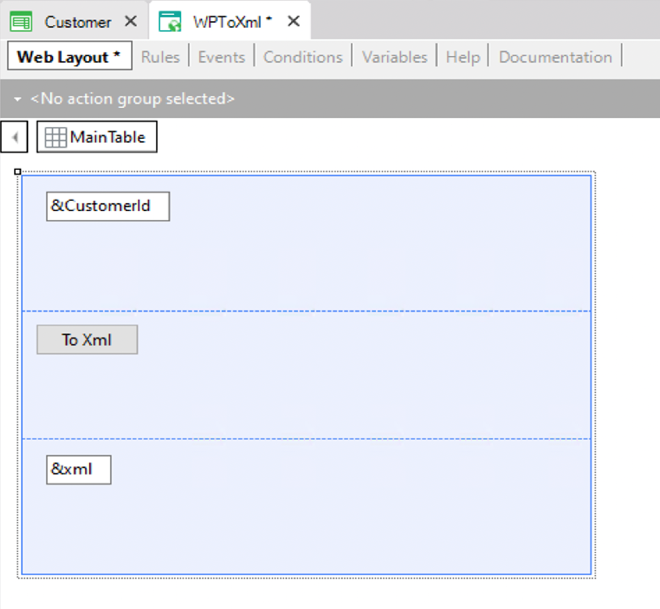 Customer WPToXml *
Web Layout * Rules Events Conditions Variables Help Documentation
<No action group selected>
MainTable
&CustomerId
To Xml
&xml